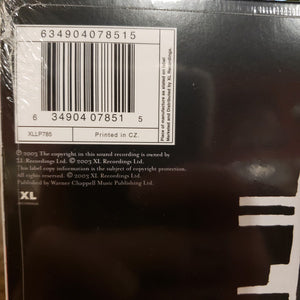 634904078515
6 34904 07851 5
XLLP785
Printed in CZ.
Place of manufacture as stated on label
Marketed and Distributed by XL Recordings.
© 2003 The copyright in this sound recording is owned by
XL Recordings Ltd. © 2003 XL Recordings Ltd.
This label copy information is the subject of copyright protection.
All rights reserved. © 2003 XL Recordings Ltd.
Published by Warner Chappell Music Publishing Ltd.
XL
RECORDINGS